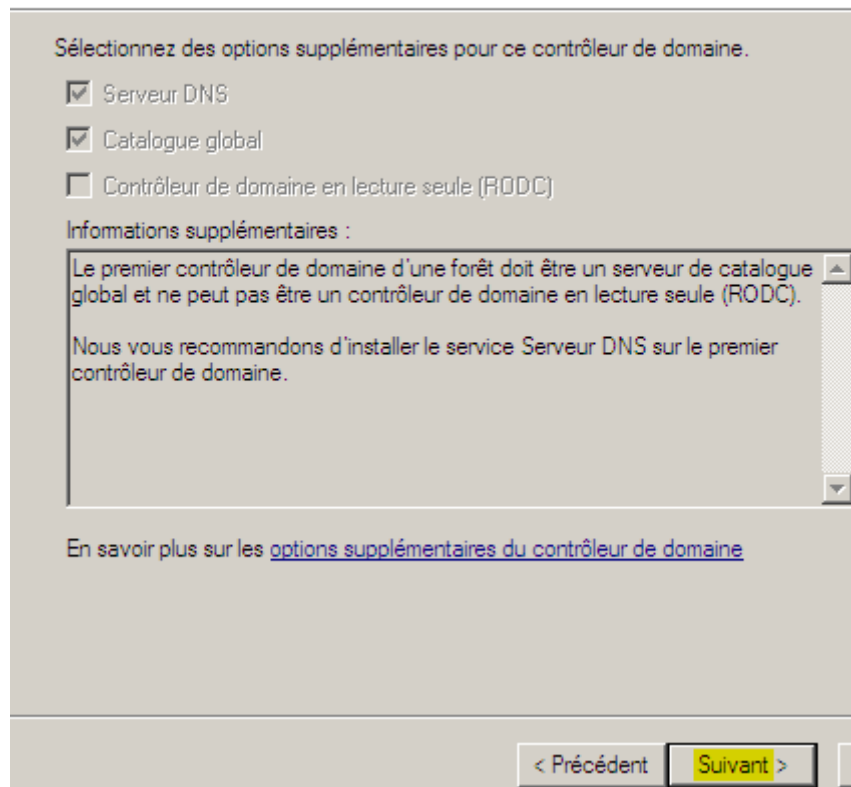 Sélectionnez des options supplémentaires pour ce contrôleur de domaine.
Serveur DNS
Catalogue global
Contrôleur de domaine en lecture seule (RODC)
Informations supplémentaires :
Le premier contrôleur de domaine d'une forêt doit être un serveur de catalogue
global et ne peut pas être un contrôleur de domaine en lecture seule (RODC).
Nous vous recommandons d'installer le service Serveur DNS sur le premier
contrôleur de domaine.
En savoir plus sur les options supplémentaires du contrôleur de domaine
< Précédent
Suivant >